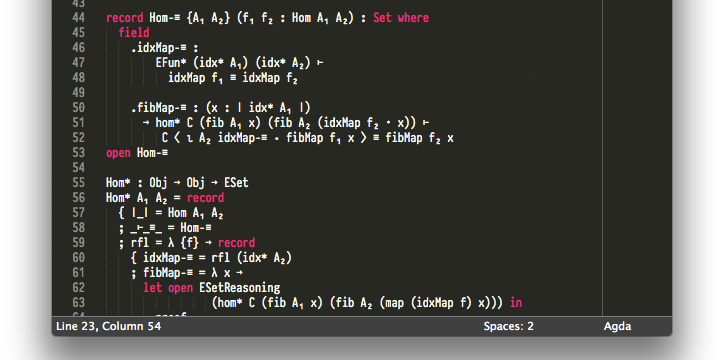 43
44 record Hom-≡ {A₁ A₂} (f₁ f₂ : Hom A₁ A₂) : Set where
45   field
46     .idxMap-≡ :
47         EFun* (idx* A₁) (idx* A₂) ⊢
48           idxMap f₁ ≡ idxMap f₂
49
50     .fibMap-≡ : (x : | idx* A₁ |)
51       → hom* C (fib A₁ x) (fib A₂ (idxMap f₂ · x)) ⊢
52          C ⟨ ι A₂ idxMap-≡ ∘ fibMap f₁ x ⟩ ≡ fibMap f₂ x
53 open Hom-≡
54
55 Hom* : Obj → Obj → ESet
56 Hom* A₁ A₂ = record
57   { |_| = Hom A₁ A₂
58   ; _⊢_≡_ = Hom-≡
59   ; rfl = λ {f} → record
60     { idxMap-≡ = rfl (idx* A₂)
61     ; fibMap-≡ = λ x →
62       let open ESetReasoning
63                  (hom* C (fib A₁ x) (fib A₂ (map (idxMap f) x))) in
Line 23, Column 54 Spaces: 2 Agda